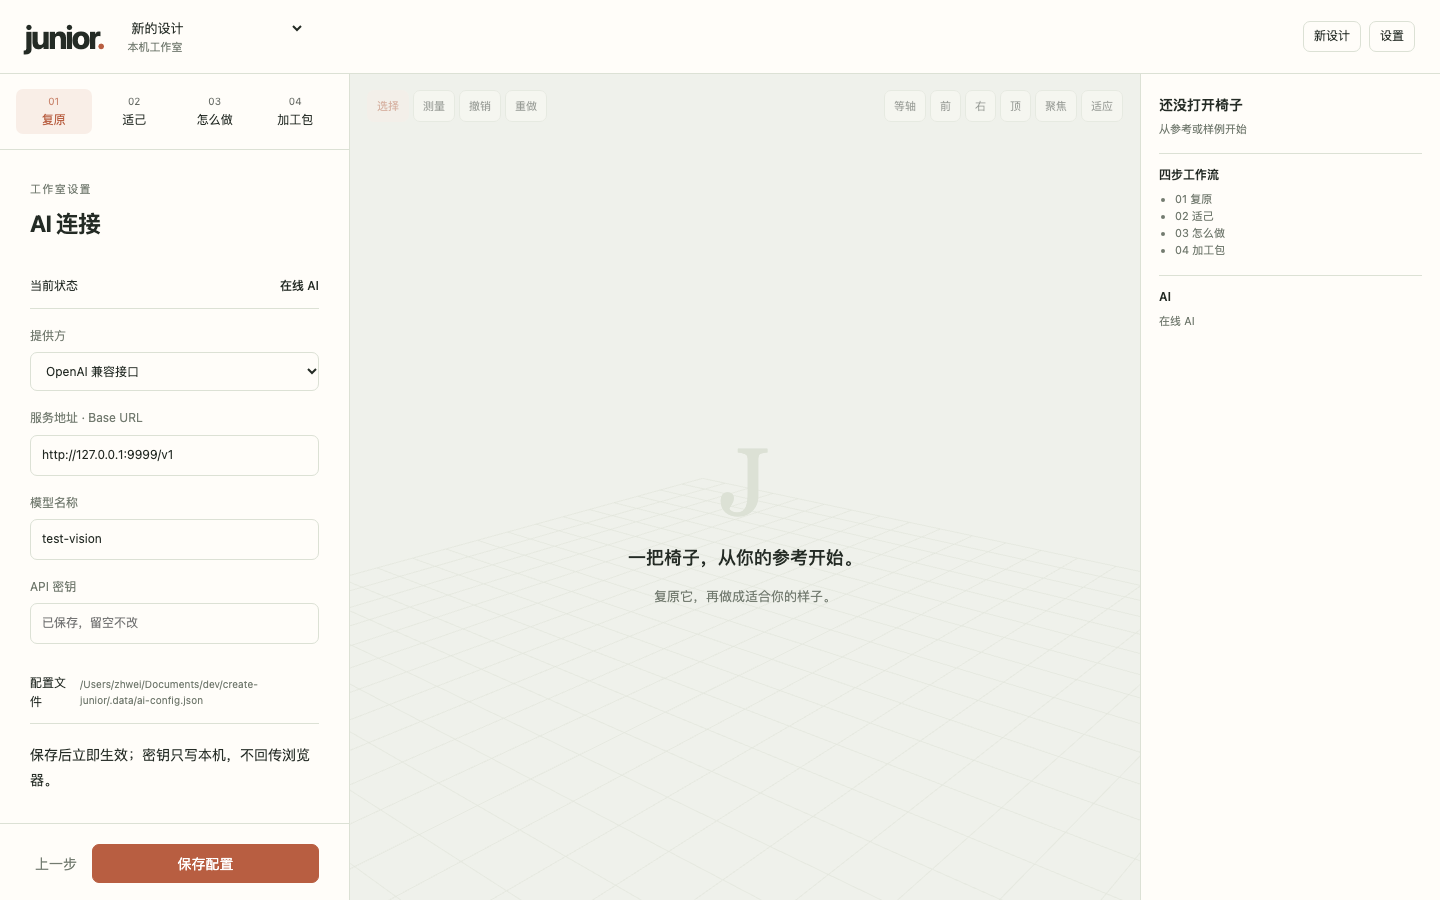 junior.
新的设计
本机工作室
新设计
设置
01
复原
02
适己
03
怎么做
04
加工包
工作室设置
AI 连接
当前状态
在线 AI
提供方
OpenAI 兼容接口
服务地址 · Base URL
http://127.0.0.1:9999/v1
模型名称
test-vision
API 密钥
已保存，留空不改
配置文件
/Users/zhwei/Documents/dev/create-
junior/.data/ai-config.json
保存后立即生效；密钥只写本机，不回传浏览
器。
上一步
保存配置
选择
测量
撤销
重做
等轴
前
右
顶
聚焦
适应
J
一把椅子，从你的参考开始。
复原它，再做成适合你的样子。
还没打开椅子
从参考或样例开始
四步工作流
01 复原
02 适己
03 怎么做
04 加工包
AI
在线 AI